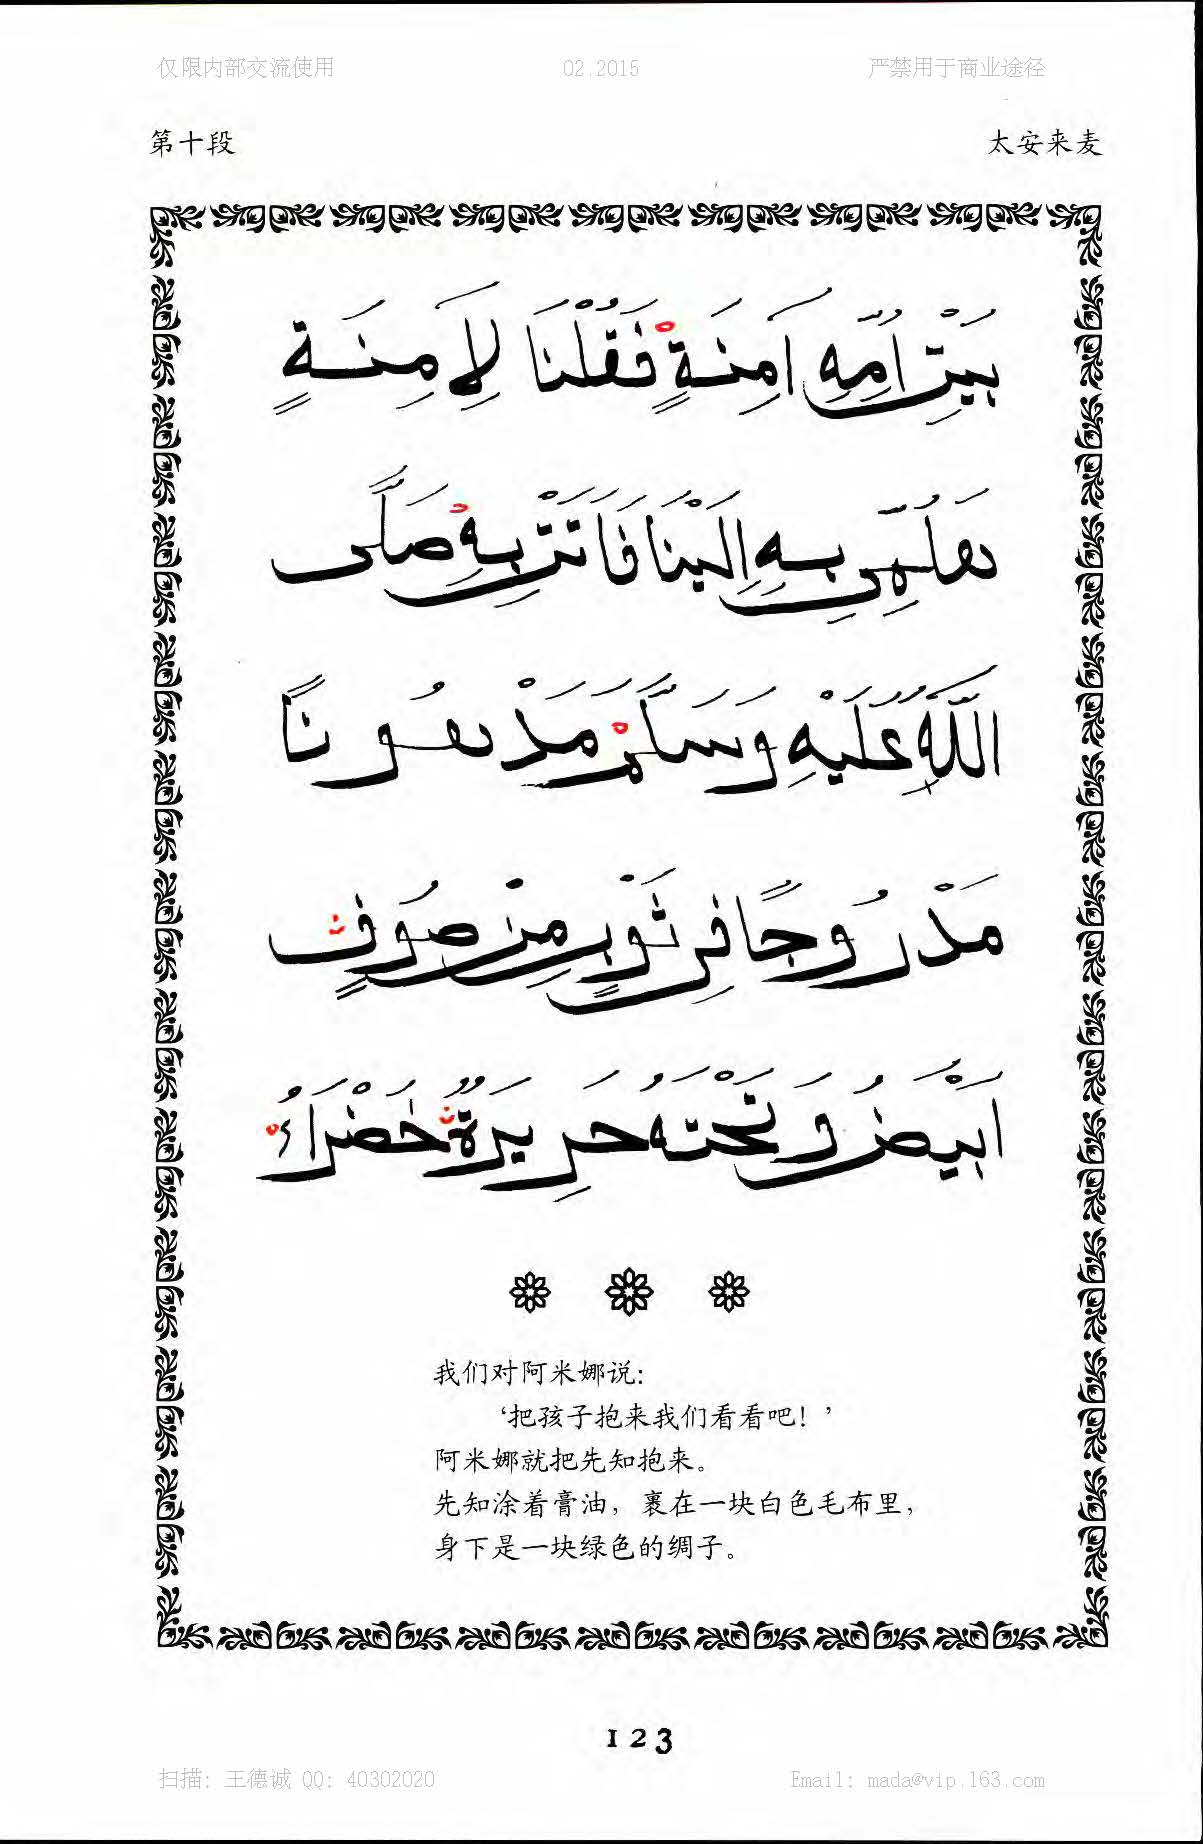 仅限内部交流使用 02.2015 严禁用于商业途径
第十段 太安来麦
بَيْتِ اُمِّهِ اٰمِنَةٍ فَقُلْنَا لِاٰمِنَةٍ
هَلُمِّي بِهِ اِلَيْنَا فَاَتَتْ بِهِ صَلَّى
اللّٰهُ عَلَيْهِ وَسَلَّمَ مَدْهُونًا
مَدْرُوجًا فِي ثَوْبٍ مِنْ صُوفٍ
اَبْيَضُ وَتَحْتَهُ حَرِيرَةٌ خَضْرَاءُ
我们对阿米娜说：
‘把孩子抱来我们看看吧！’
阿米娜就把先知抱来。
先知涂着膏油，裹在一块白色毛布里，
身下是一块绿色的绸子。
123
扫描: 王德诚 QQ: 40302020 Email: mada@vip.163.com